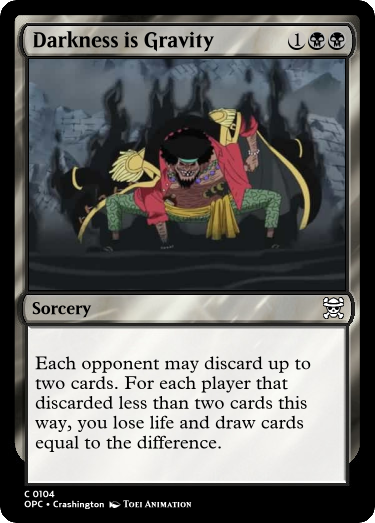 Darkness is Gravity 1
Sorcery
Each opponent may discard up to
two cards. For each player that
discarded less than two cards this
way, you lose life and draw cards
equal to the difference.
C 0104
OPC • Crashington TOEI ANIMATION